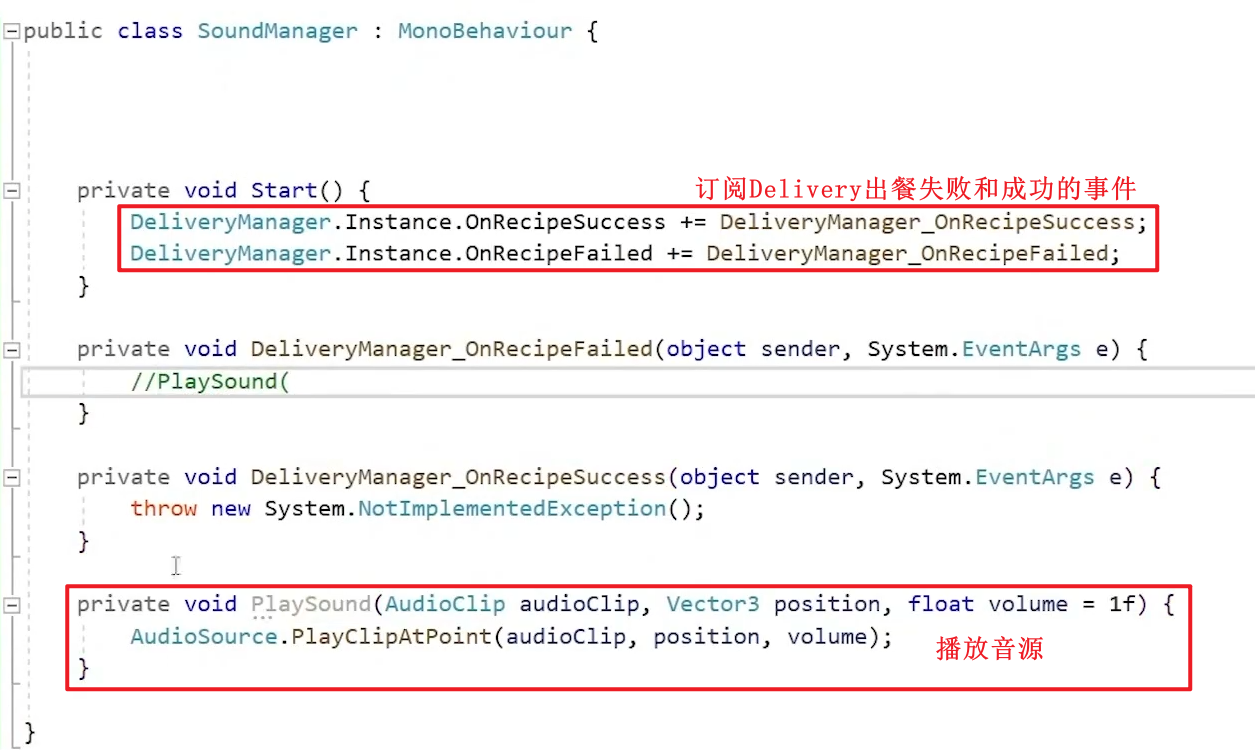 public class SoundManager : MonoBehaviour {
private void Start() {
订阅Delivery出餐失败和成功的事件
DeliveryManager.Instance.OnRecipeSuccess += DeliveryManager_OnRecipeSuccess;
DeliveryManager.Instance.OnRecipeFailed += DeliveryManager_OnRecipeFailed;
}
private void DeliveryManager_OnRecipeFailed(object sender, System.EventArgs e) {
//PlaySound(
}
private void DeliveryManager_OnRecipeSuccess(object sender, System.EventArgs e) {
throw new System.NotImplementedException();
}
private void PlaySound(AudioClip audioClip, Vector3 position, float volume = 1f) {
AudioSource.PlayClipAtPoint(audioClip, position, volume);
播放音源
}
}